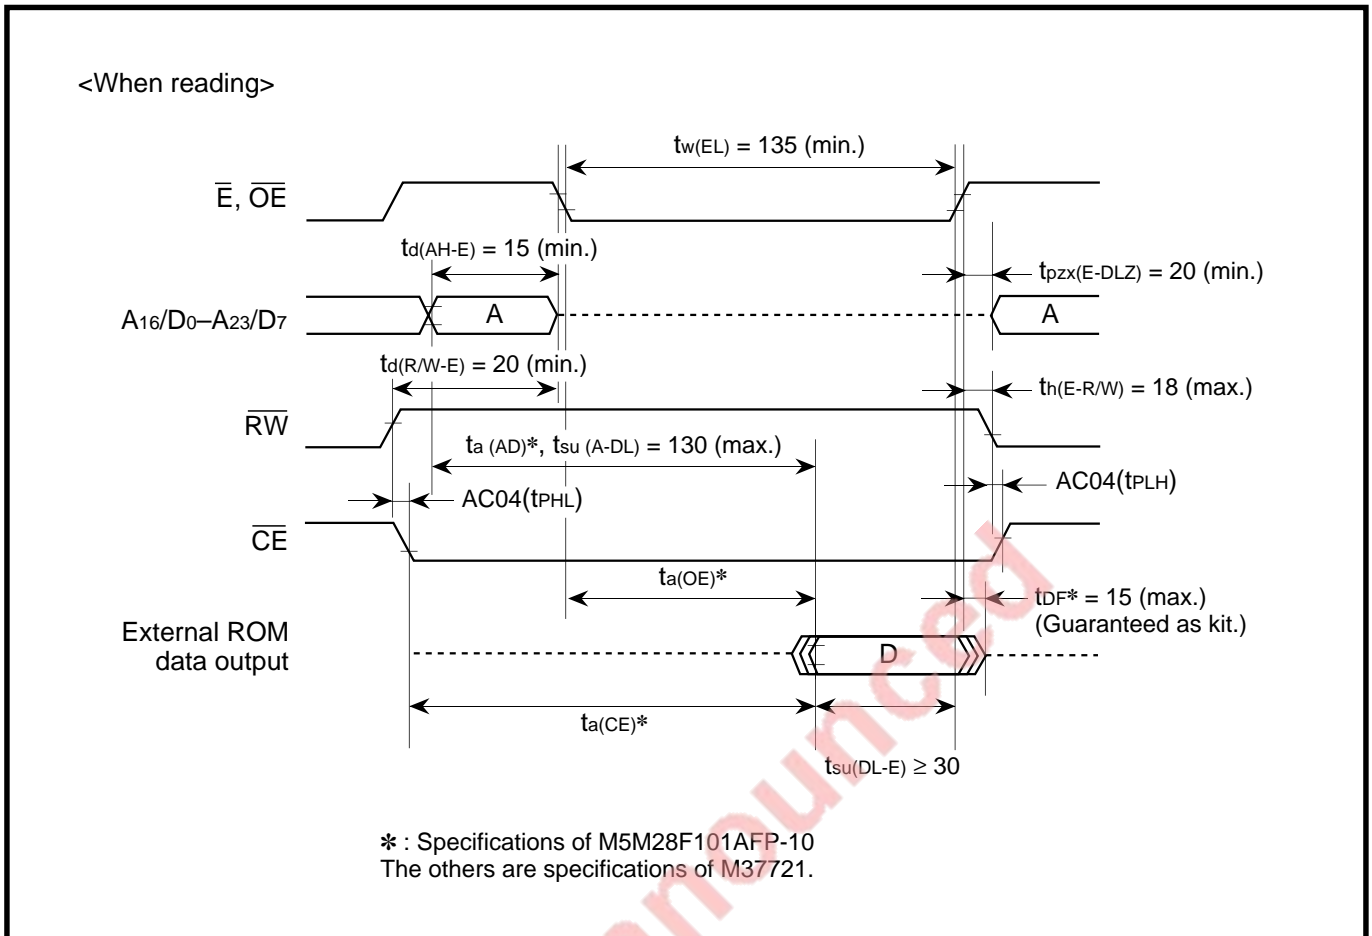 <When reading>
tw(EL) = 135 (min.)
E, OE
td(AH-E) = 15 (min.)
tpzx(E-DLZ) = 20 (min.)
A16/D0–A23/D7
A
A
td(R/W-E) = 20 (min.)
th(E-R/W) = 18 (max.)
RW
ta (AD)*, tsu (A-DL) = 130 (max.)
AC04(tPHL)
AC04(tPLH)
CE
ta(OE)*
tDF* = 15 (max.)
(Guaranteed as kit.)
External ROM
data output
D
ta(CE)*
tsu(DL-E) ≥ 30
* : Specifications of M5M28F101AFP-10
The others are specifications of M37721.
nounced